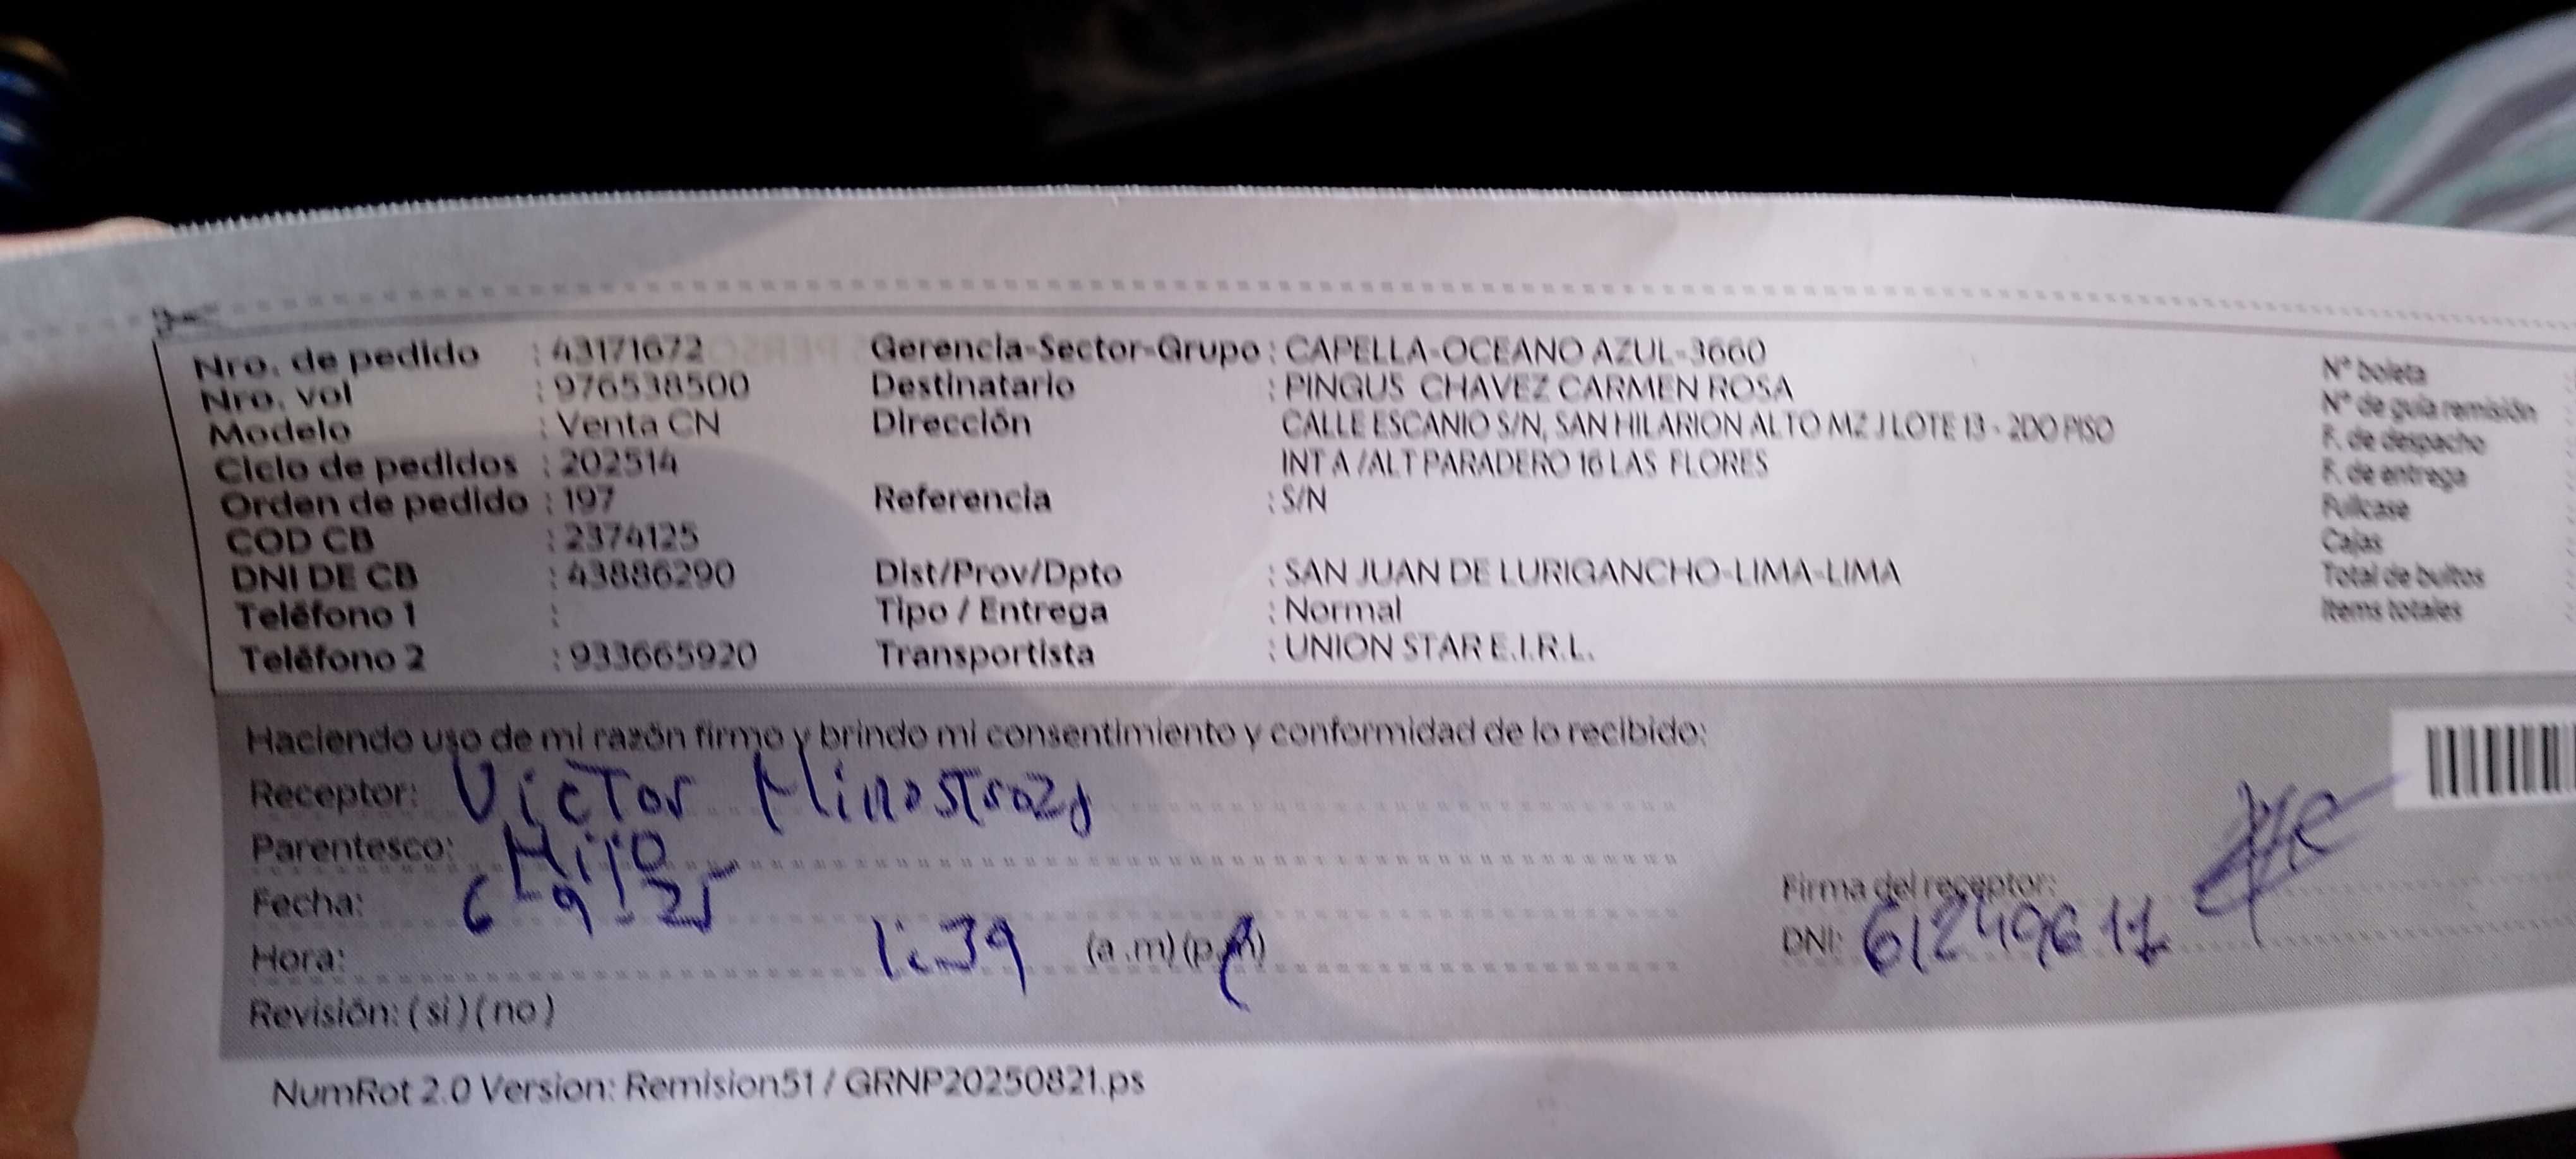 Nro. de pedido : 43171672
Nro. vol : 976538500
Modelo : Venta CN
Ciclo de pedidos : 202514
Orden de pedido : 197
COD CB : 2374125
DNI DE CB : 43886290
Teléfono 1 :
Teléfono 2 : 933665920
Gerencia-Sector-Grupo : CAPELLA-OCEANO AZUL-3660
Destinatario : PINGUS CHAVEZ CARMEN ROSA
Dirección CALLE ESCANIO S/N, SAN HILARION ALTO MZ J LOTE 13 - 2DO PISO
INT A /ALT PARADERO 16 LAS FLORES
Referencia : S/N
Dist/Prov/Dpto : SAN JUAN DE LURIGANCHO-LIMA-LIMA
Tipo / Entrega : Normal
Transportista : UNION STAR E.I.R.L.
N° boleta
N° de guía remisión
F. de despacho
F. de entrega
Fullcase
Cajas
Total de bultos
Items totales
Haciendo uso de mi razón firmo y brindo mi consentimiento y conformidad de lo recibido:
Receptor: Victor
Parentesco: Hijo
Fecha: 6-9-25
Hora: 1:39 (a.m) (p.m)
Revisión: (si) (no)
Firma del receptor:
DNI:
NumRot 2.0 Version: Remision51 / GRNP20250821.ps